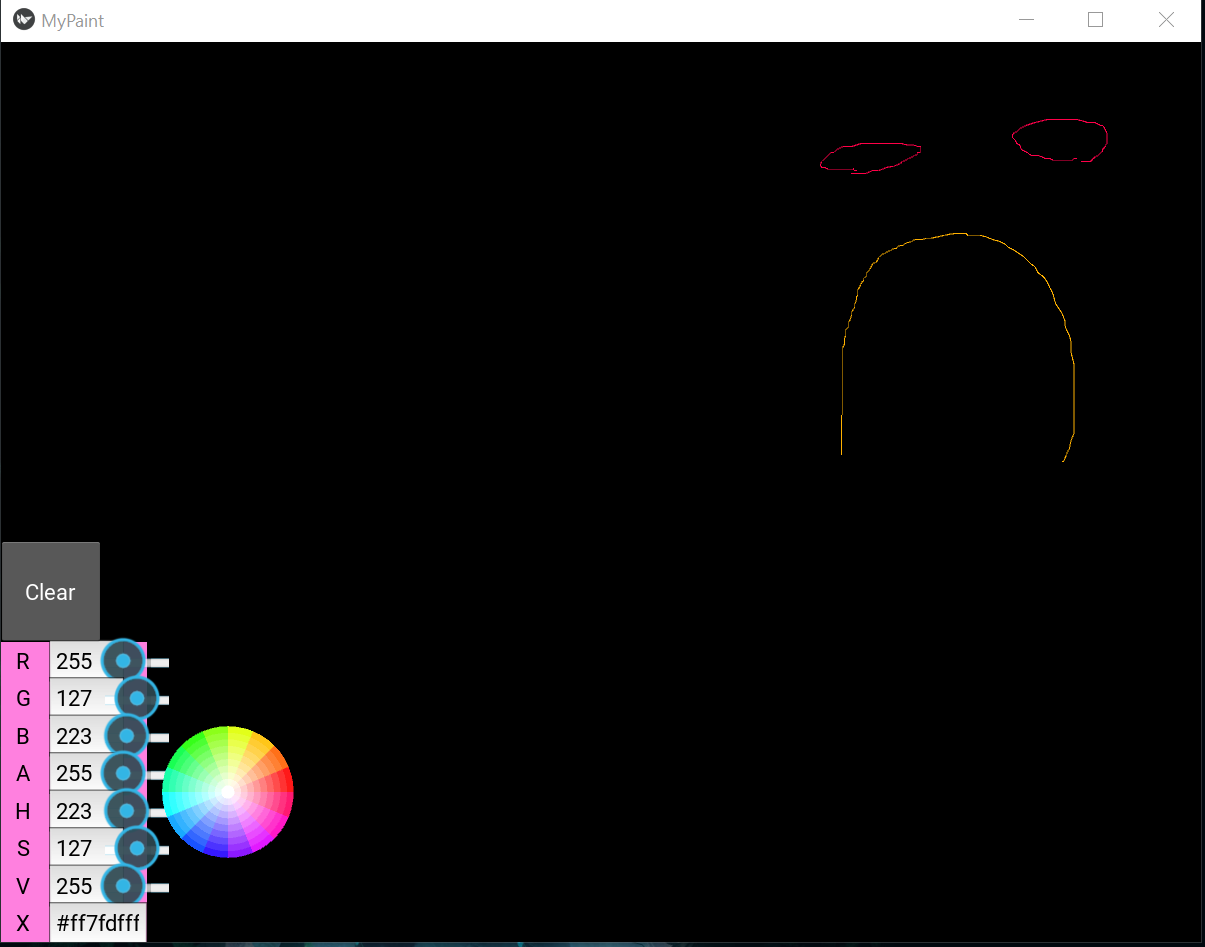 MyPaint
Clear
R 255
G 127
B 223
A 255
H 223
S 127
V 255
X #ff7fdfff